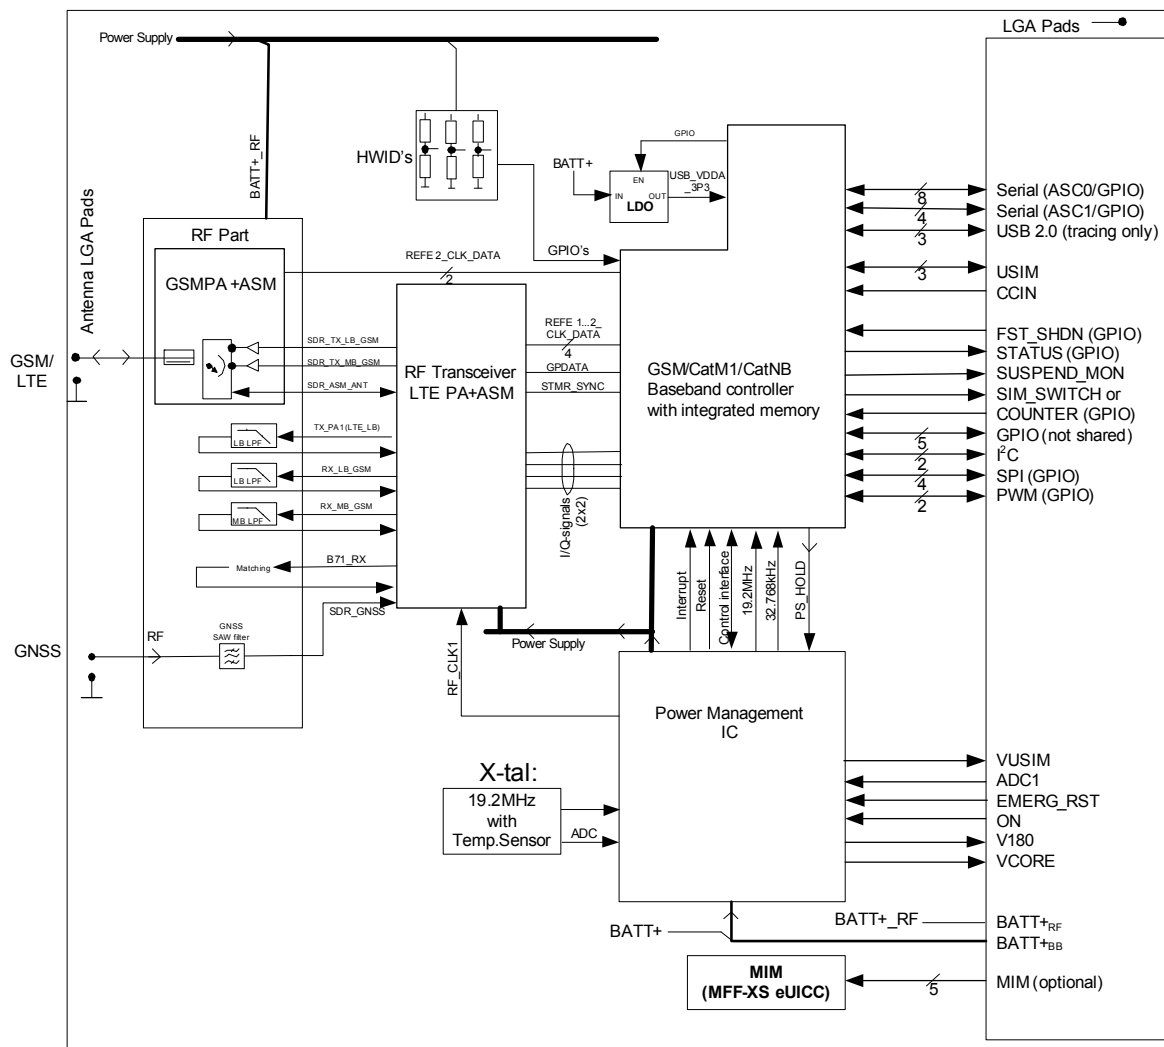 LGA Pads
Power Supply
BATT+_RF
HWID's
GPIO
BATT+
USB_VDDA
_3P3
EN
IN
OUT
LDO
Antenna LGA Pads
RF Part
GSMPA +ASM
REFE 2_CLK_DATA
2
GPIO's
GSM/
LTE
SDR_TX_LB_GSM
SDR_TX_MB_GSM
SDR_ASM_ANT
RF Transceiver
LTE PA+ASM
REFE 1...2_
CLK_DATA
4
GPDATA
STMR_SYNC
GSM/CatM1/CatNB
Baseband controller
with integrated memory
TX_PA1(LTE_LB)
LB LPF
RX_LB_GSM
LB LPF
RX_MB_GSM
MB LPF
I/Q-signals
(2x2)
B71_RX
Matching
SDR_GNSS
GNSS
SAW filter
RF
GNSS
Serial (ASC0/GPIO)
8
Serial (ASC1/GPIO)
4
USB 2.0 (tracing only)
3
USIM
3
CCIN
FST_SHDN (GPIO)
STATUS (GPIO)
SUSPEND_MON
SIM_SWITCH or
COUNTER (GPIO)
GPIO (not shared)
5
I²C
2
SPI (GPIO)
4
PWM (GPIO)
2
Interrupt
Reset
Control interface
19.2MHz
32.768kHz
PS_HOLD
Power Supply
RF_CLK1
Power Management
IC
X-tal:
19.2MHz
with
Temp.Sensor
ADC
VUSIM
ADC1
EMERG_RST
ON
V180
VCORE
BATT+_RF
BATT+RF
BATT+
BATT+BB
MIM
(MFF-XS eUICC)
5
MIM (optional)